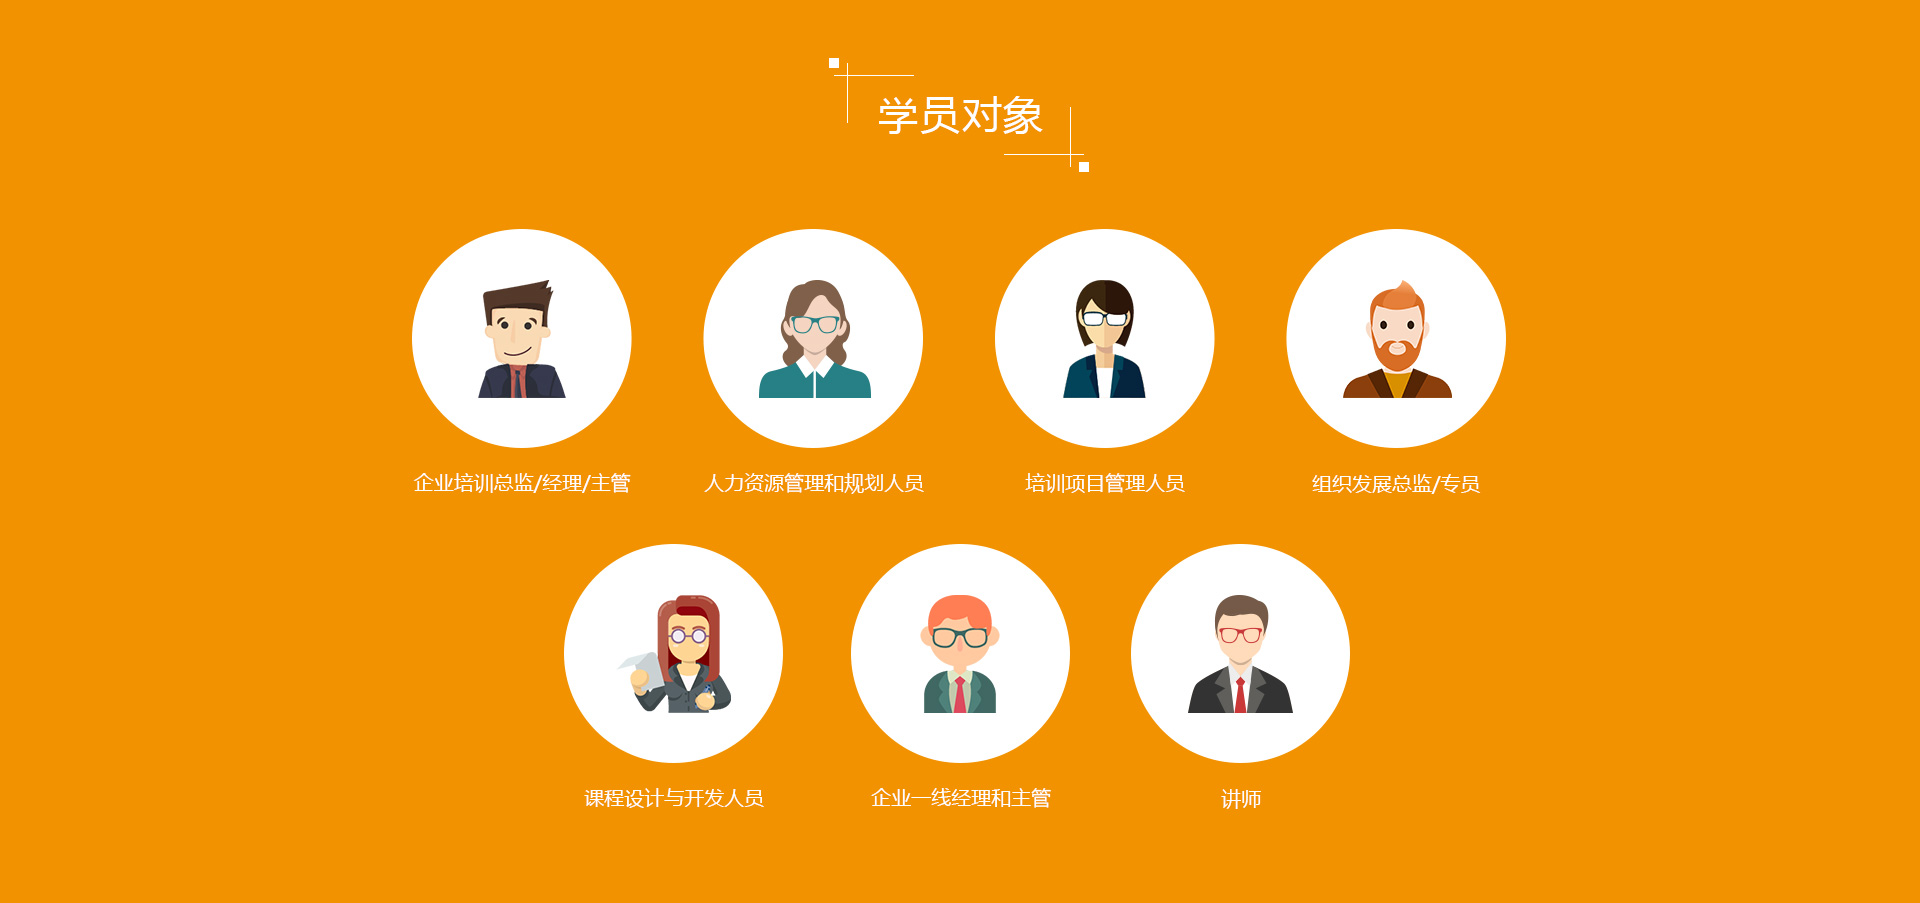 学员对象
企业培训总监/经理/主管
人力资源管理和规划人员
培训项目管理人员
组织发展总监/专员
课程设计与开发人员
企业一线经理和主管
讲师